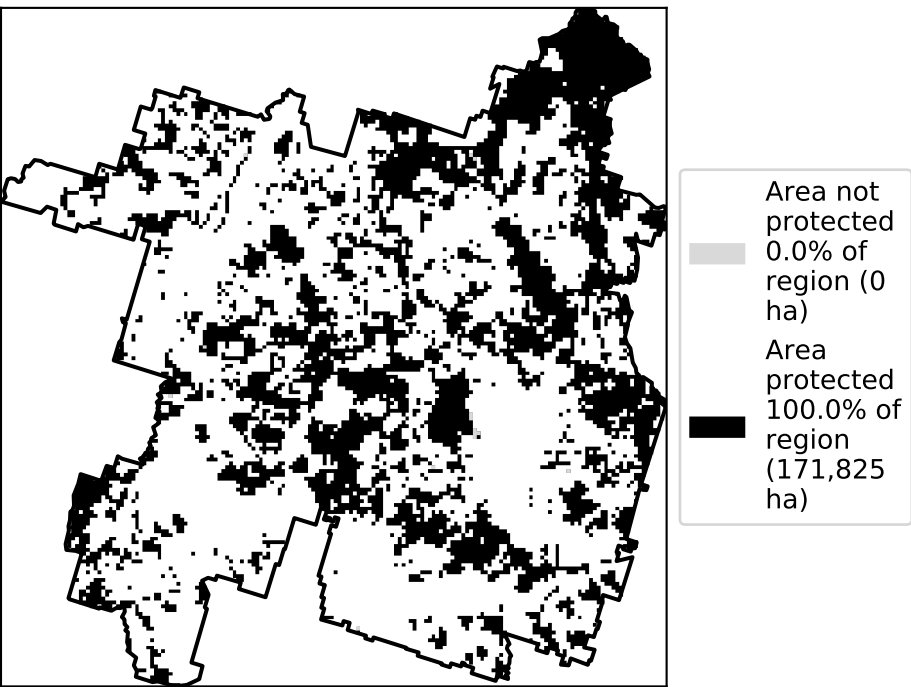 Area not
protected
0.0% of
region (0
ha)
Area
protected
100.0% of
region
(171,825
ha)